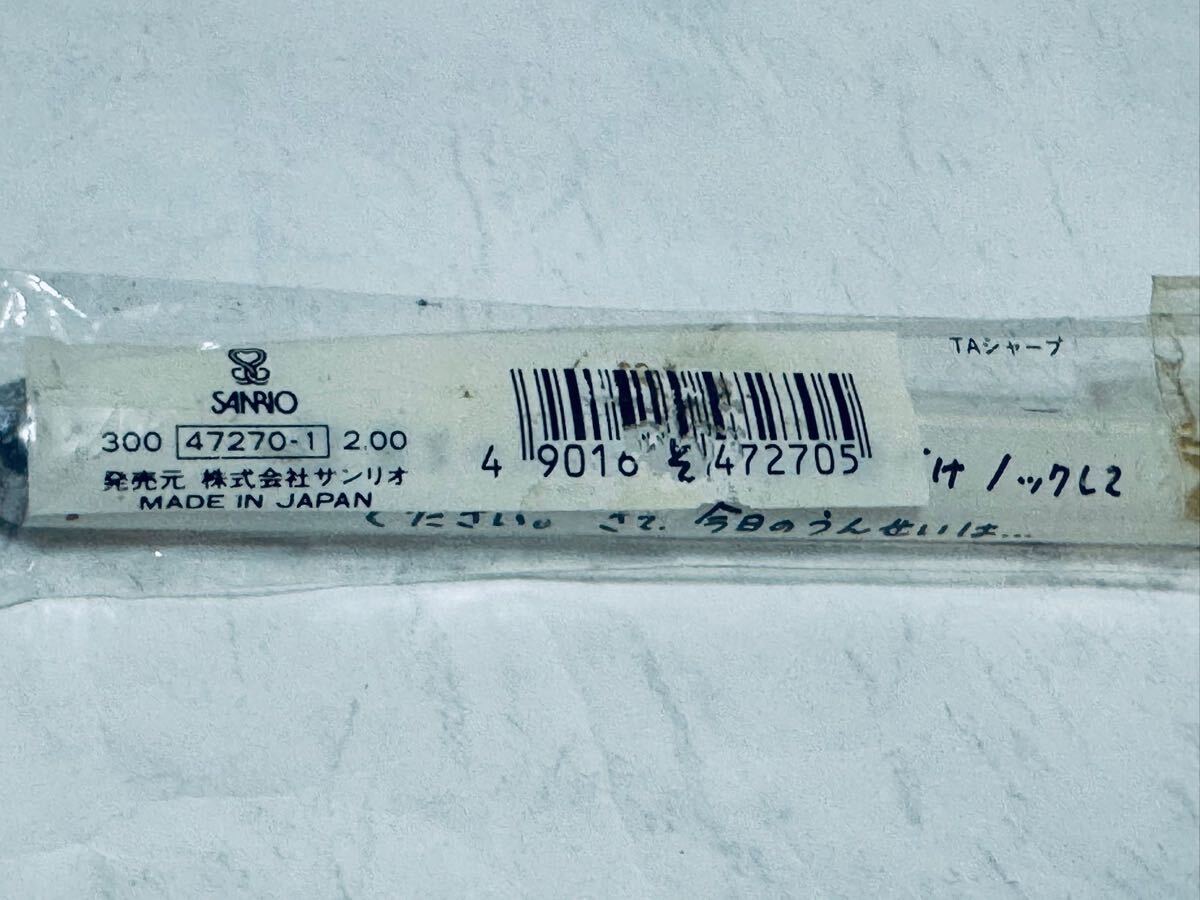 TAシャープ
SANRIO
300 47270-1 2.00
発売元 株式会社サンリオ
MADE IN JAPAN
4 9016 472705
け ノックして
ください。 さて、今日のうんせいは...